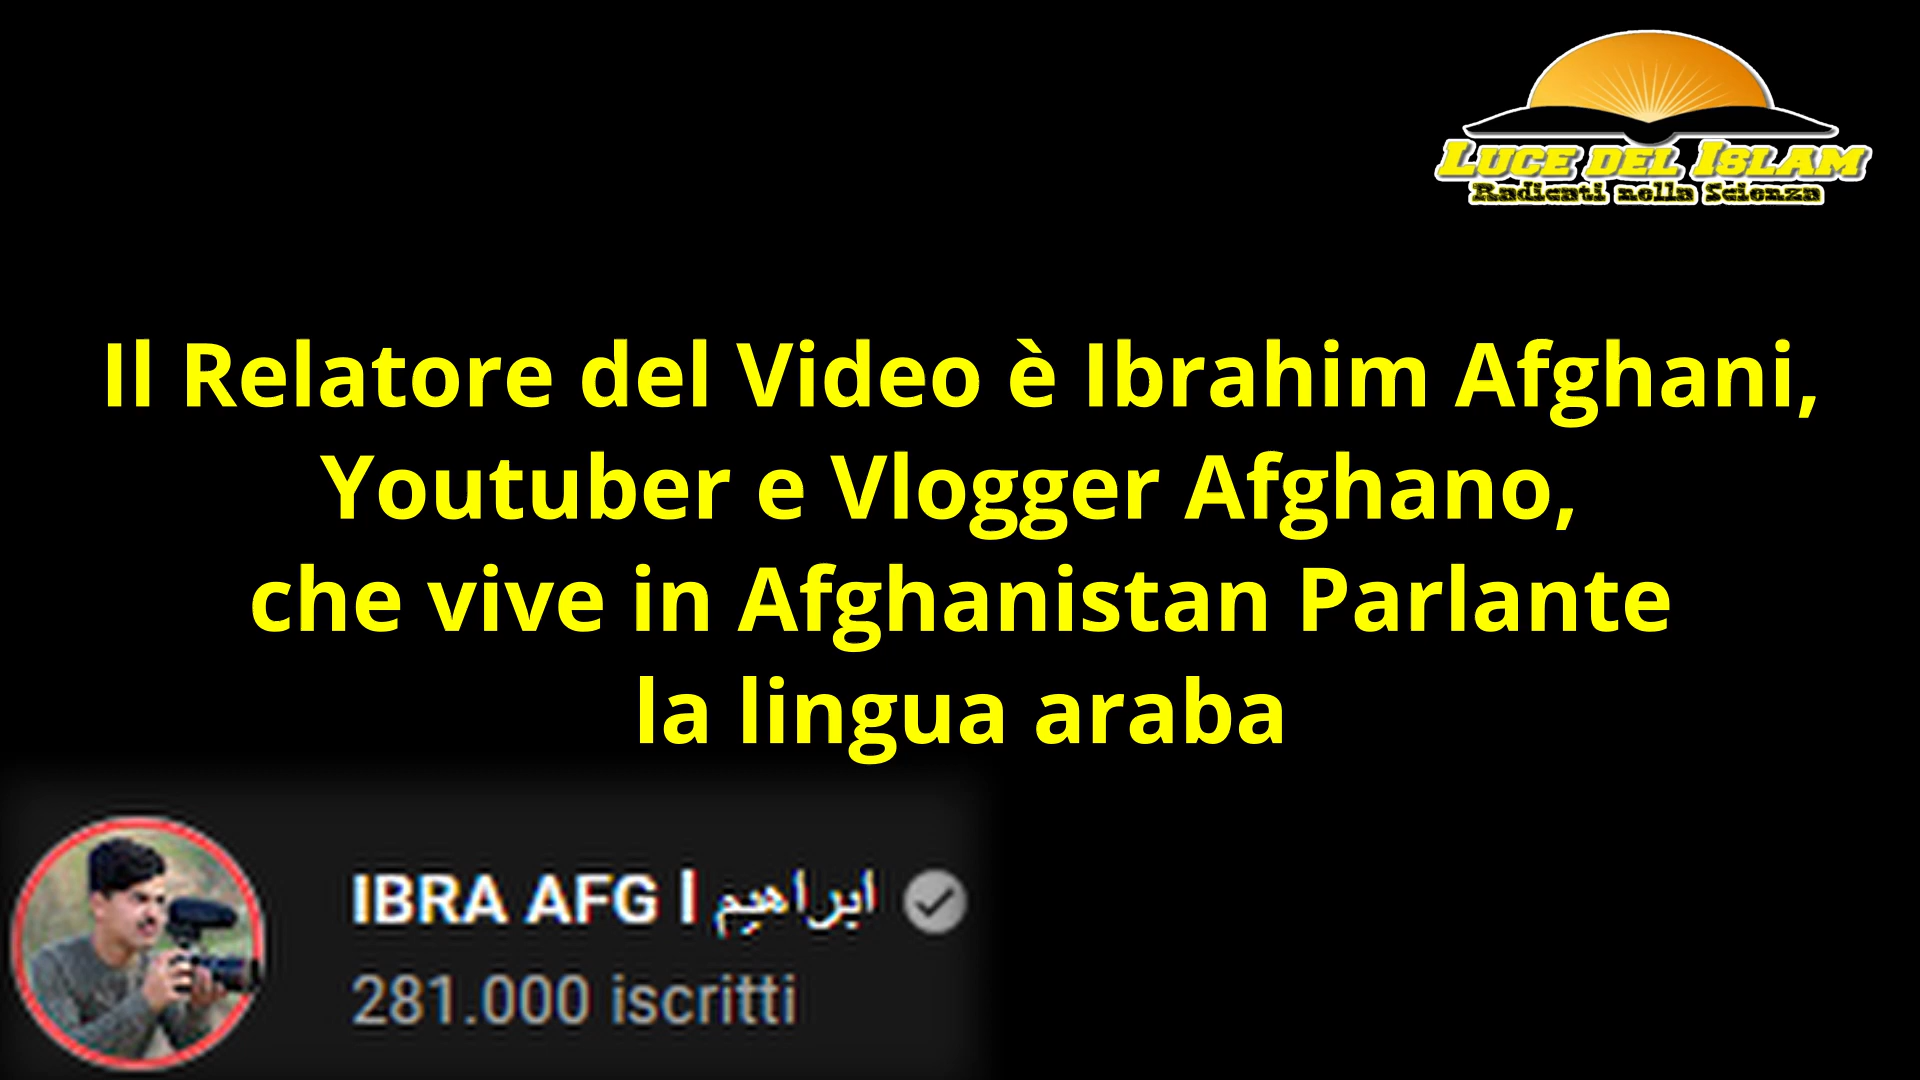 LUCE DEL ISLAM
Radicati nella Scienza
Il Relatore del Video è Ibrahim Afghani,
Youtuber e Vlogger Afghano,
che vive in Afghanistan Parlante
la lingua araba
IBRA AFG | ابراهيم
281.000 iscritti